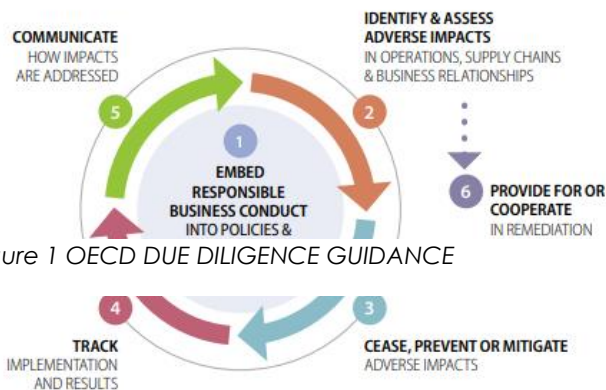 COMMUNICATE
HOW IMPACTS
ARE ADDRESSED
5
IDENTIFY & ASSESS
ADVERSE IMPACTS
IN OPERATIONS, SUPPLY CHAINS
& BUSINESS RELATIONSHIPS
2
1
EMBED
RESPONSIBLE
BUSINESS CONDUCT
INTO POLICIES &
6
PROVIDE FOR OR
COOPERATE
IN REMEDIATION
ure 1 OECD DUE DILIGENCE GUIDANCE
4
TRACK
IMPLEMENTATION
AND RESULTS
3
CEASE, PREVENT OR MITIGATE
ADVERSE IMPACTS